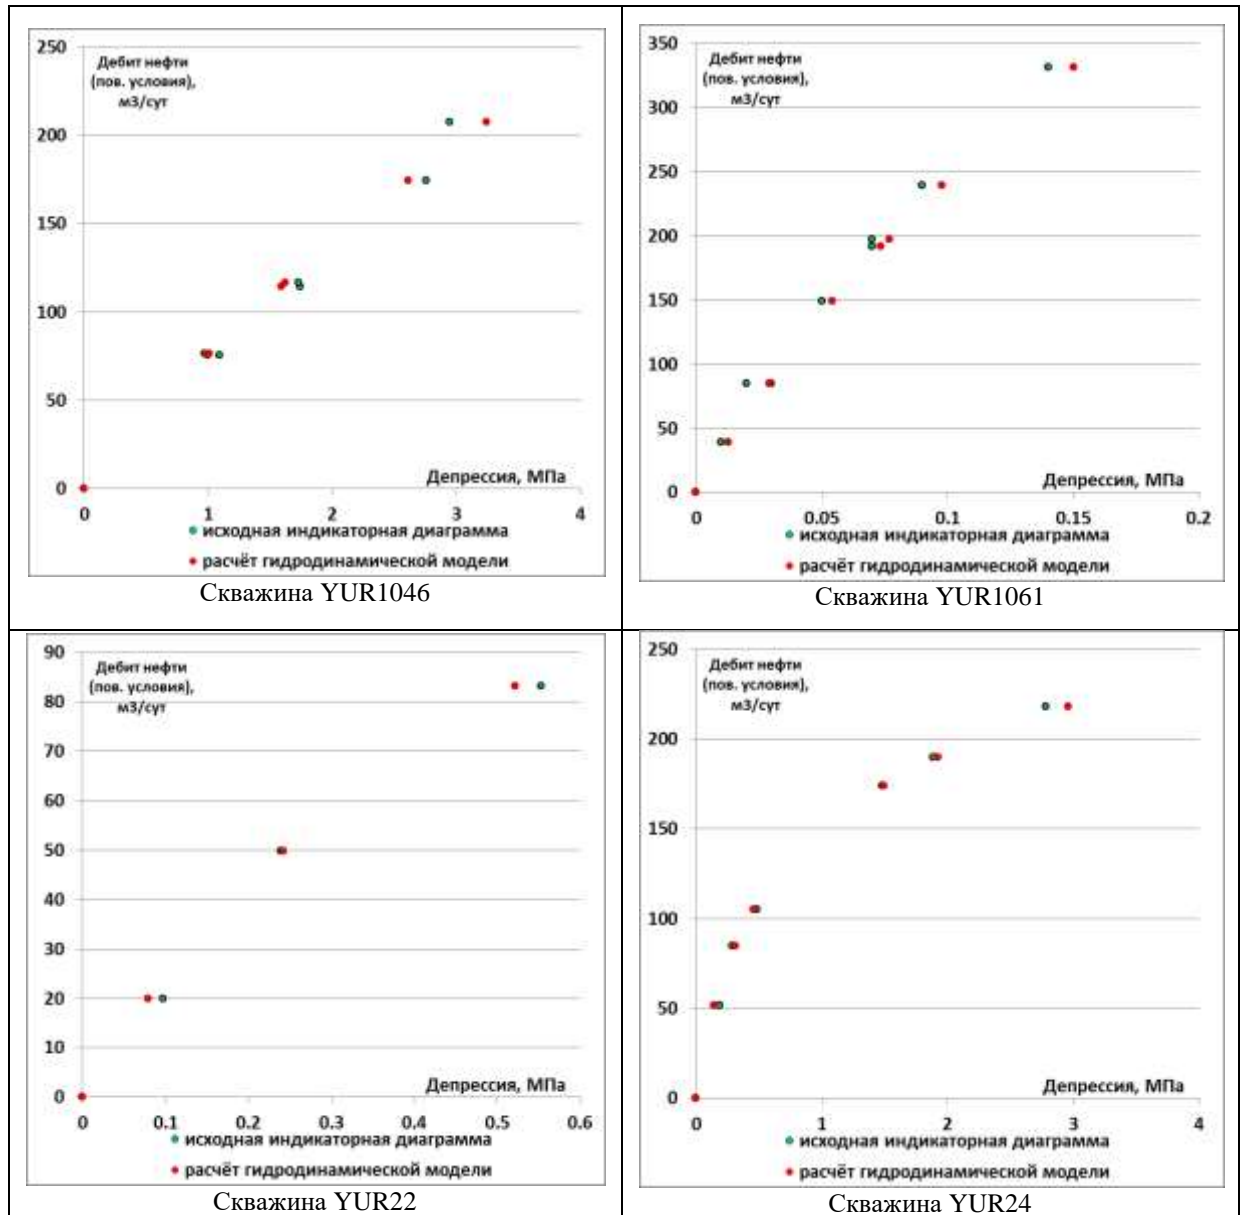 Дебит нефти
(пов. условия),
м3/сут
250
200
150
100
50
0
Депрессия, МПа
0 1 2 3 4
исходная индикаторная диаграмма
расчёт гидродинамической модели
Скважина YUR1046
Дебит нефти
(пов. условия),
м3/сут
350
300
250
200
150
100
50
0
Депрессия, МПа
0 0.05 0.1 0.15 0.2
исходная индикаторная диаграмма
расчёт гидродинамической модели
Скважина YUR1061
Дебит нефти
(пов. условия),
м3/сут
90
80
70
60
50
40
30
20
10
0
Депрессия, МПа
0 0.1 0.2 0.3 0.4 0.5 0.6
исходная индикаторная диаграмма
расчёт гидродинамической модели
Скважина YUR22
Дебит нефти
(пов. условия),
м3/сут
250
200
150
100
50
0
Депрессия, МПа
0 1 2 3 4
исходная индикаторная диаграмма
расчёт гидродинамической модели
Скважина YUR24